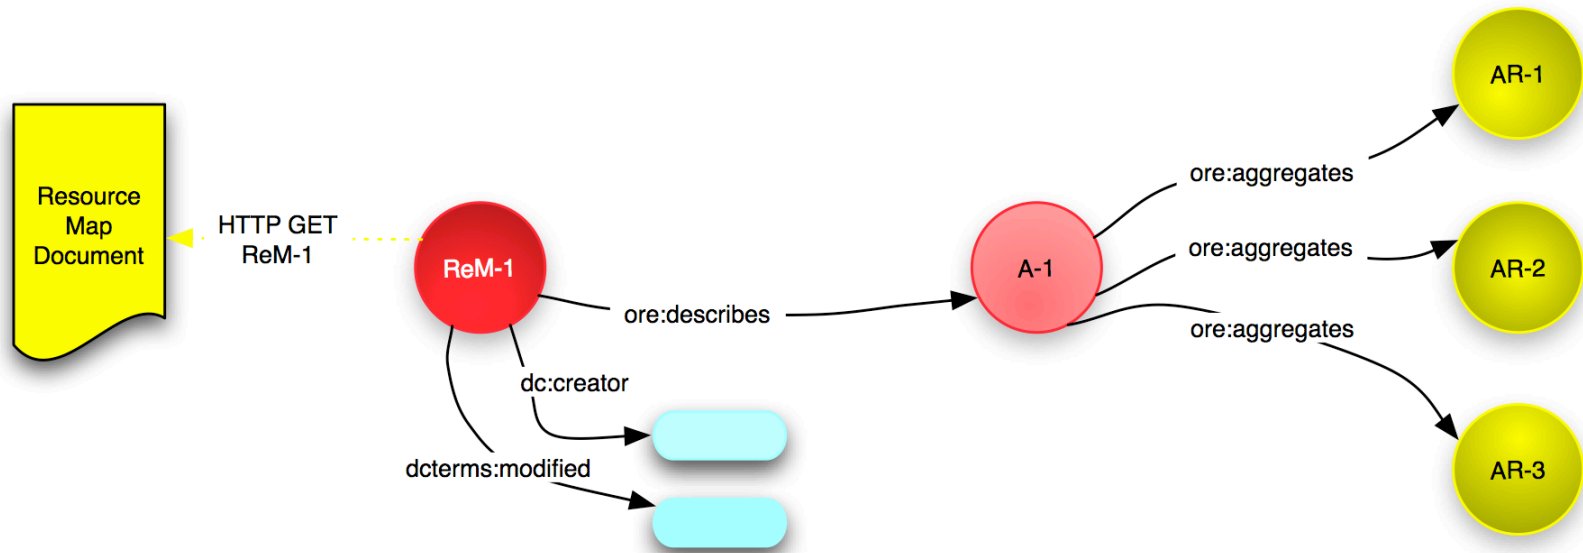 AR-1
ore:aggregates
Resource
Map
Document
HTTP GET
ReM-1
ReM-1
A-1
ore:aggregates
AR-2
ore:describes
ore:aggregates
dc:creator
dcterms:modified
AR-3